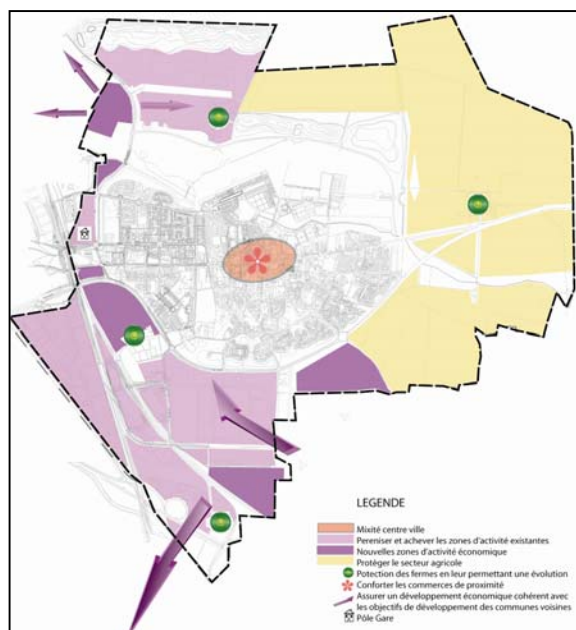 LEGENDE
Mixité centre ville
Pereniser et achever les zones d'activité existantes
Nouvelles zones d'activité économique
Protéger le secteur agricole
Potection des fermes en leur permettant une évolution
Conforter les commerces de proximité
Assurer un développement économique cohérent avec
les objectifs de développement des communes voisines
Pôle Gare